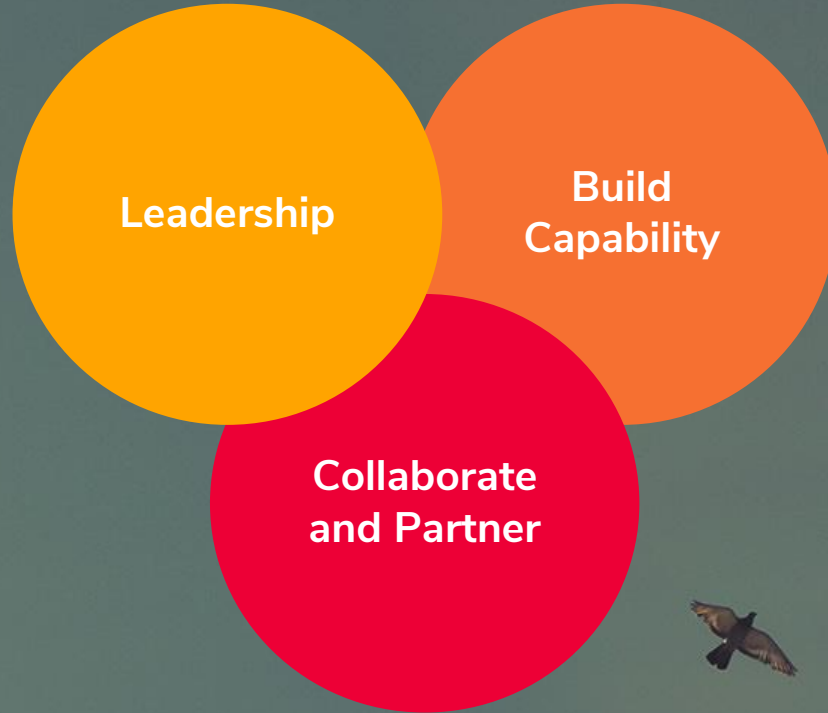 Leadership
Build
Capability
Collaborate
and Partner